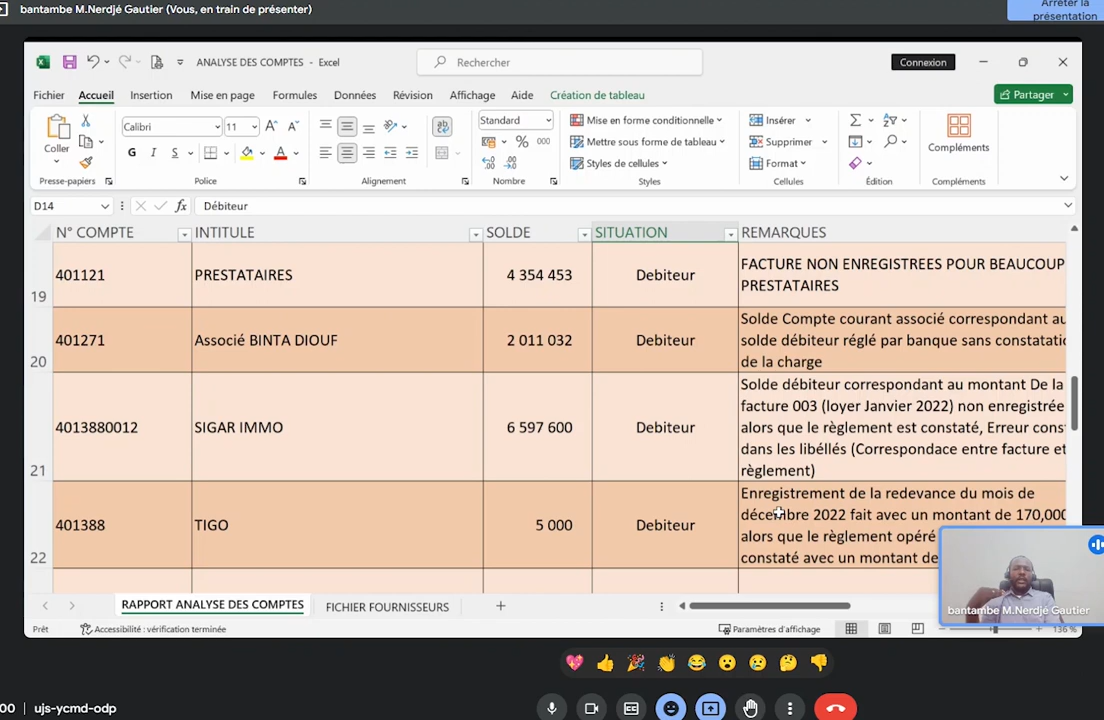 bantambe M.Nerdjé Gautier (Vous, en train de présenter)
Arrêter la
présentation
ANALYSE DES COMPTES - Excel
Rechercher
Connexion
Fichier Accueil Insertion Mise en page Formules Données Révision Affichage Aide Création de tableau
Partager
Coller
Calibri 11
Standard
Mise en forme conditionnelle
Mettre sous forme de tableau
Styles de cellules
Insérer
Supprimer
Format
Compléments
Presse-papiers Police Alignement Nombre Styles Cellules Édition Compléments
D14 fx Débiteur
N° COMPTE INTITULE SOLDE SITUATION REMARQUES
19 401121 PRESTATAIRES 4 354 453 Debiteur FACTURE NON ENREGISTREES POUR BEAUCOUP
PRESTATAIRES
20 401271 Associé BINTA DIOUF 2 011 032 Debiteur Solde Compte courant associé correspondant au
solde débiteur réglé par banque sans constatatio
de la charge
21 4013880012 SIGAR IMMO 6 597 600 Debiteur Solde débiteur correspondant au montant De la
facture 003 (loyer Janvier 2022) non enregistrée
alors que le règlement est constaté, Erreur cons
dans les libéllés (Correspondace entre facture et
règlement)
22 401388 TIGO 5 000 Debiteur Enregistrement de la redevance du mois de
décembre 2022 fait avec un montant de 170,000
alors que le règlement opéré
constaté avec un montant de
bantambe M.Nerdjé Gautier
RAPPORT ANALYSE DES COMPTES FICHIER FOURNISSEURS
Prêt Accessibilité : vérification terminée Paramètres d'affichage 136 %
00 | ujs-ycmd-odp